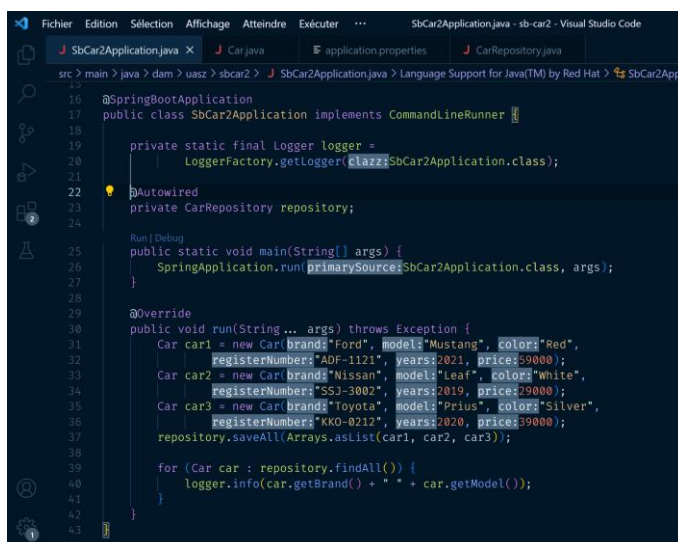 Fichier Edition Sélection Affichage Atteindre Exécuter ··· SbCar2Application.java - sb-car2 - Visual Studio Code
J SbCar2Application.java × J Car.java application.properties J CarRepository.java
src > main > java > dam > uasz > sbcar2 > J SbCar2Application.java > Language Support for Java(TM) by Red Hat > SbCar2App
15
16 @SpringBootApplication
17 public class SbCar2Application implements CommandLineRunner {
18
19 private static final Logger logger =
20 LoggerFactory.getLogger(clazz:SbCar2Application.class);
21
22 @Autowired
23 private CarRepository repository;
24
Run | Debug
25 public static void main(String[] args) {
26 SpringApplication.run(primarySource:SbCar2Application.class, args);
27 }
28
29 @Override
30 public void run(String... args) throws Exception {
31 Car car1 = new Car(brand:"Ford", model:"Mustang", color:"Red",
32 registerNumber:"ADF-1121", years:2021, price:59000);
33 Car car2 = new Car(brand:"Nissan", model:"Leaf", color:"White",
34 registerNumber:"SSJ-3002", years:2019, price:29000);
35 Car car3 = new Car(brand:"Toyota", model:"Prius", color:"Silver",
36 registerNumber:"KKO-0212", years:2020, price:39000);
37 repository.saveAll(Arrays.asList(car1, car2, car3));
38
39 for (Car car : repository.findAll()) {
40 logger.info(car.getBrand() + " " + car.getModel());
41 }
42 }
43 }
2
1